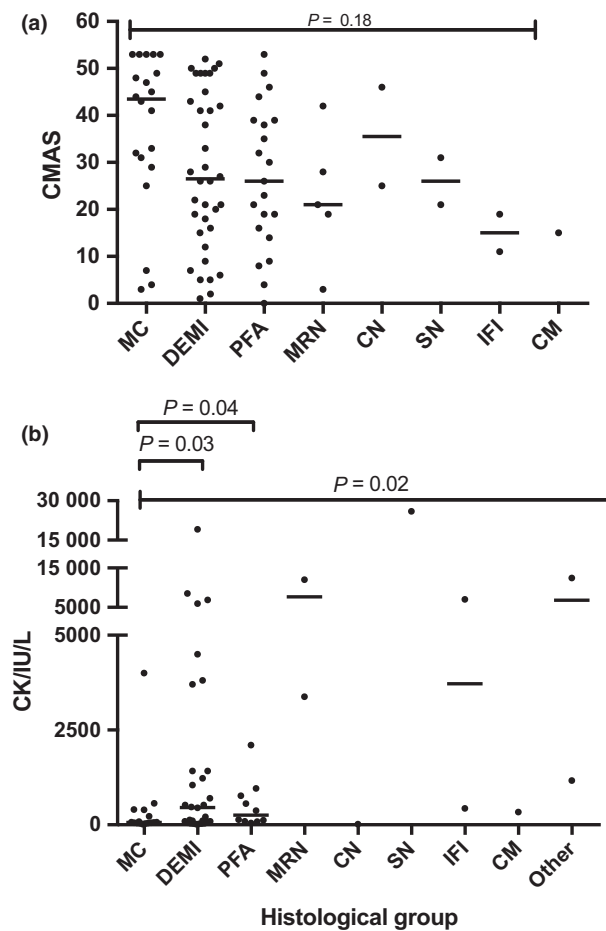 (a)
P = 0.18
CMAS
60
50
40
30
20
10
0
MC DEMI PFA MRN CN SN IFI CM
(b)
P = 0.04
P = 0.03
P = 0.02
CK/IU/L
30 000
15 000
15 000
5000
5000
2500
0
MC DEMI PFA MRN CN SN IFI CM Other
Histological group